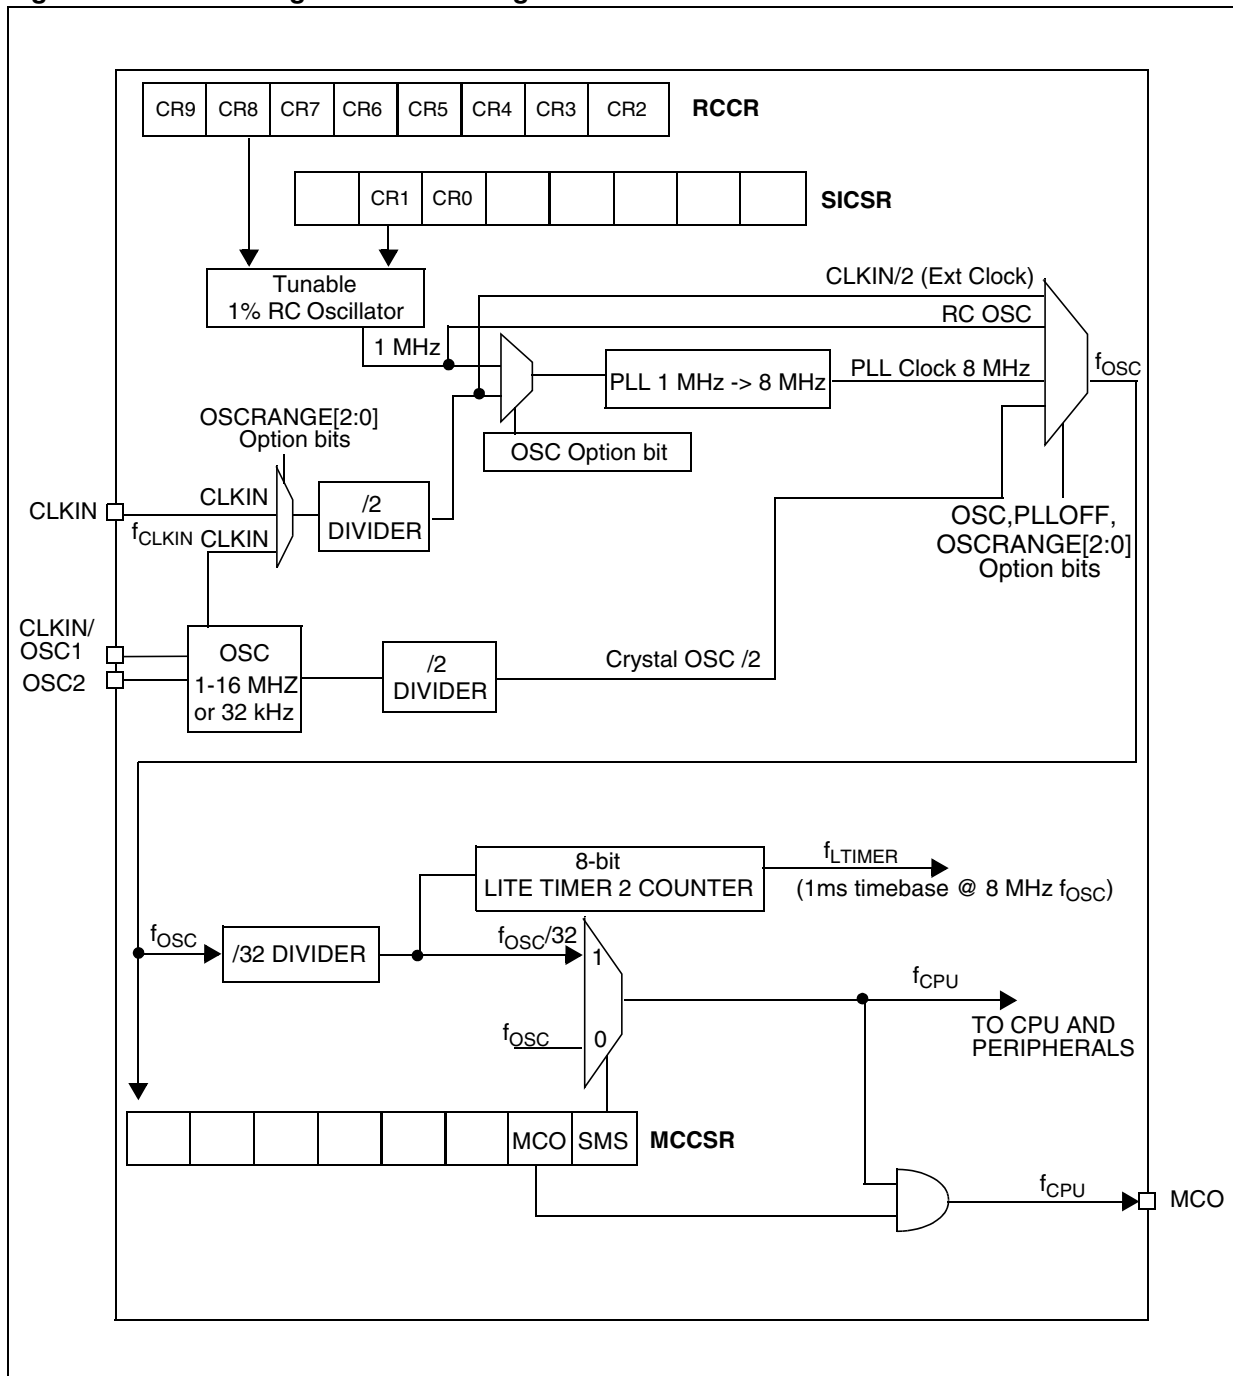 CR9 CR8 CR7 CR6 CR5 CR4 CR3 CR2 RCCR
CR1 CR0 SICSR
Tunable
1% RC Oscillator
CLKIN/2 (Ext Clock)
RC OSC
1 MHz
PLL 1 MHz -> 8 MHz
PLL Clock 8 MHz
fOSC
OSCRANGE[2:0]
Option bits
OSC Option bit
CLKIN
CLKIN
/2
DIVIDER
fCLKIN CLKIN
OSC,PLLOFF,
OSCRANGE[2:0]
Option bits
CLKIN/
OSC1
OSC2
OSC
1-16 MHZ
or 32 kHz
/2
DIVIDER
Crystal OSC /2
8-bit
LITE TIMER 2 COUNTER
fLTIMER
(1ms timebase @ 8 MHz fOSC)
fOSC
/32 DIVIDER
fOSC/32
1
fOSC
0
fCPU
TO CPU AND
PERIPHERALS
MCO SMS MCCSR
fCPU
MCO